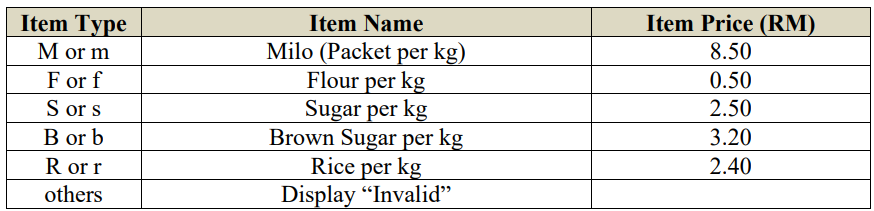 Item Type Item Name Item Price (RM)
M or m Milo (Packet per kg) 8.50
F or f Flour per kg 0.50
S or s Sugar per kg 2.50
B or b Brown Sugar per kg 3.20
R or r Rice per kg 2.40
others Display “Invalid”